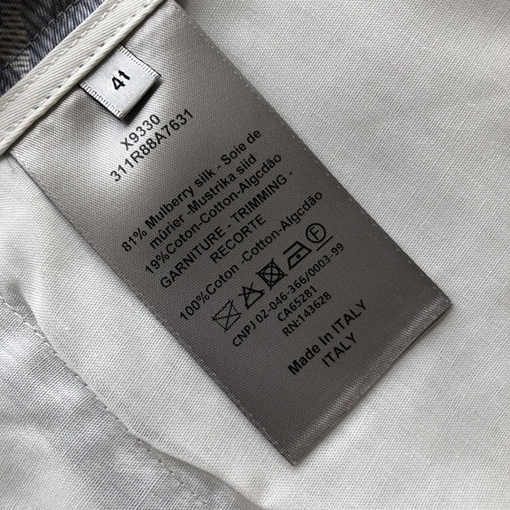 41
X9330
311R88A7631
81% Mulberry silk - Soie de
mûrier -Mustrika siid
19%Coton-Cotton-Algcdão
GARNITURE - TRIMMING -
RECORTE
100%Coton -Cotton-Algcdão
F
CNPJ 02-046-366/0003-99
CA65281
RN:143628
Made In ITALY
ITALY